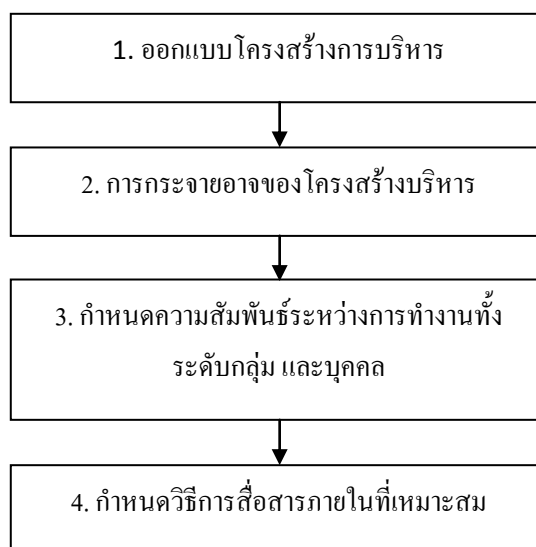 1. ออกแบบโครงสร้างการบริหาร
2. การกระจายอาจของโครงสร้างบริหาร
3. กำหนดความสัมพันธ์ระหว่างการทำงานทั้ง
ระดับกลุ่ม และบุคคล
4. กำหนดวิธีการสื่อสารภายในที่เหมาะสม